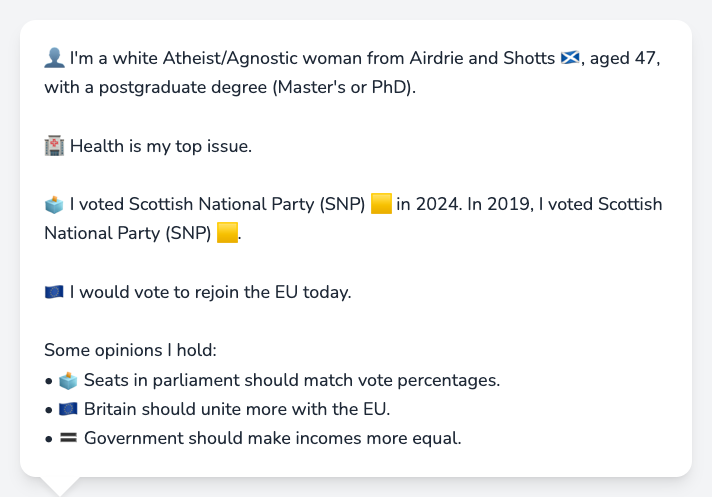 👤 I'm a white Atheist/Agnostic woman from Airdrie and Shotts 🏴󠁧󠁢󠁳󠁣󠁴󠁿, aged 47,
with a postgraduate degree (Master's or PhD).
🏥 Health is my top issue.
🗳️ I voted Scottish National Party (SNP) 🟨 in 2024. In 2019, I voted Scottish
National Party (SNP) 🟨.
🇪🇺 I would vote to rejoin the EU today.
Some opinions I hold:
• 🗳️ Seats in parliament should match vote percentages.
• 🇪🇺 Britain should unite more with the EU.
• 🟰 Government should make incomes more equal.